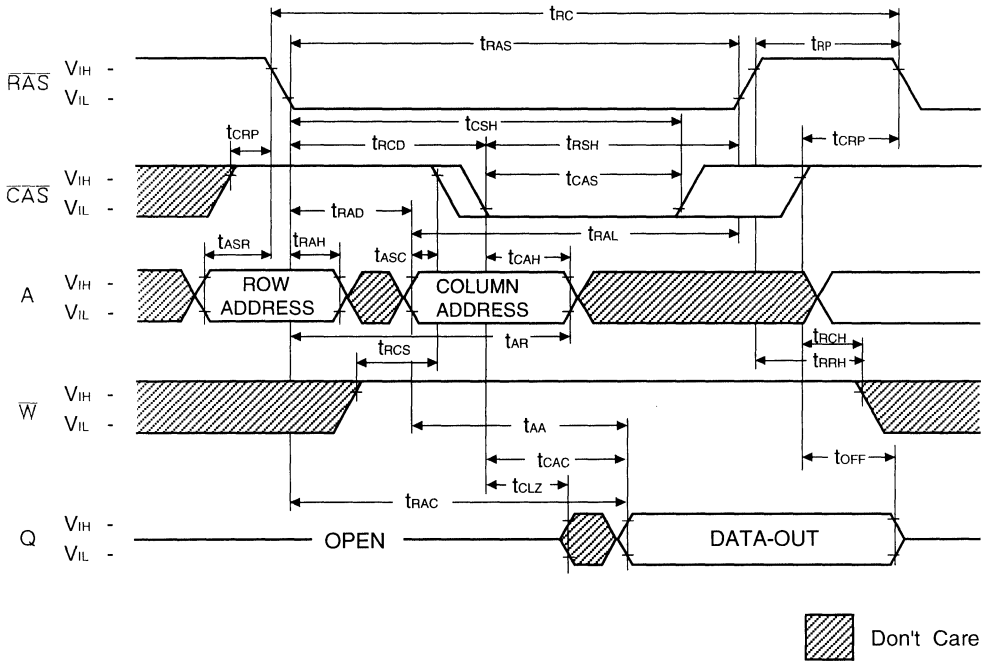 tRC
tRAS
tRP
RAS
VIH -
VIL -
tCSH
tCRP
tRCD
tRSH
tCRP
CAS
VIH -
VIL -
tCAS
tRAD
tRAL
tASR
tRAH
tASC
tCAH
A
VIH -
VIL -
ROW
ADDRESS
COLUMN
ADDRESS
tAR
tRCS
tRCH
tRRH
W
VIH -
VIL -
tAA
tCAC
tOFF
tCLZ
tRAC
Q
VIH -
VIL -
OPEN
DATA-OUT
Don't Care